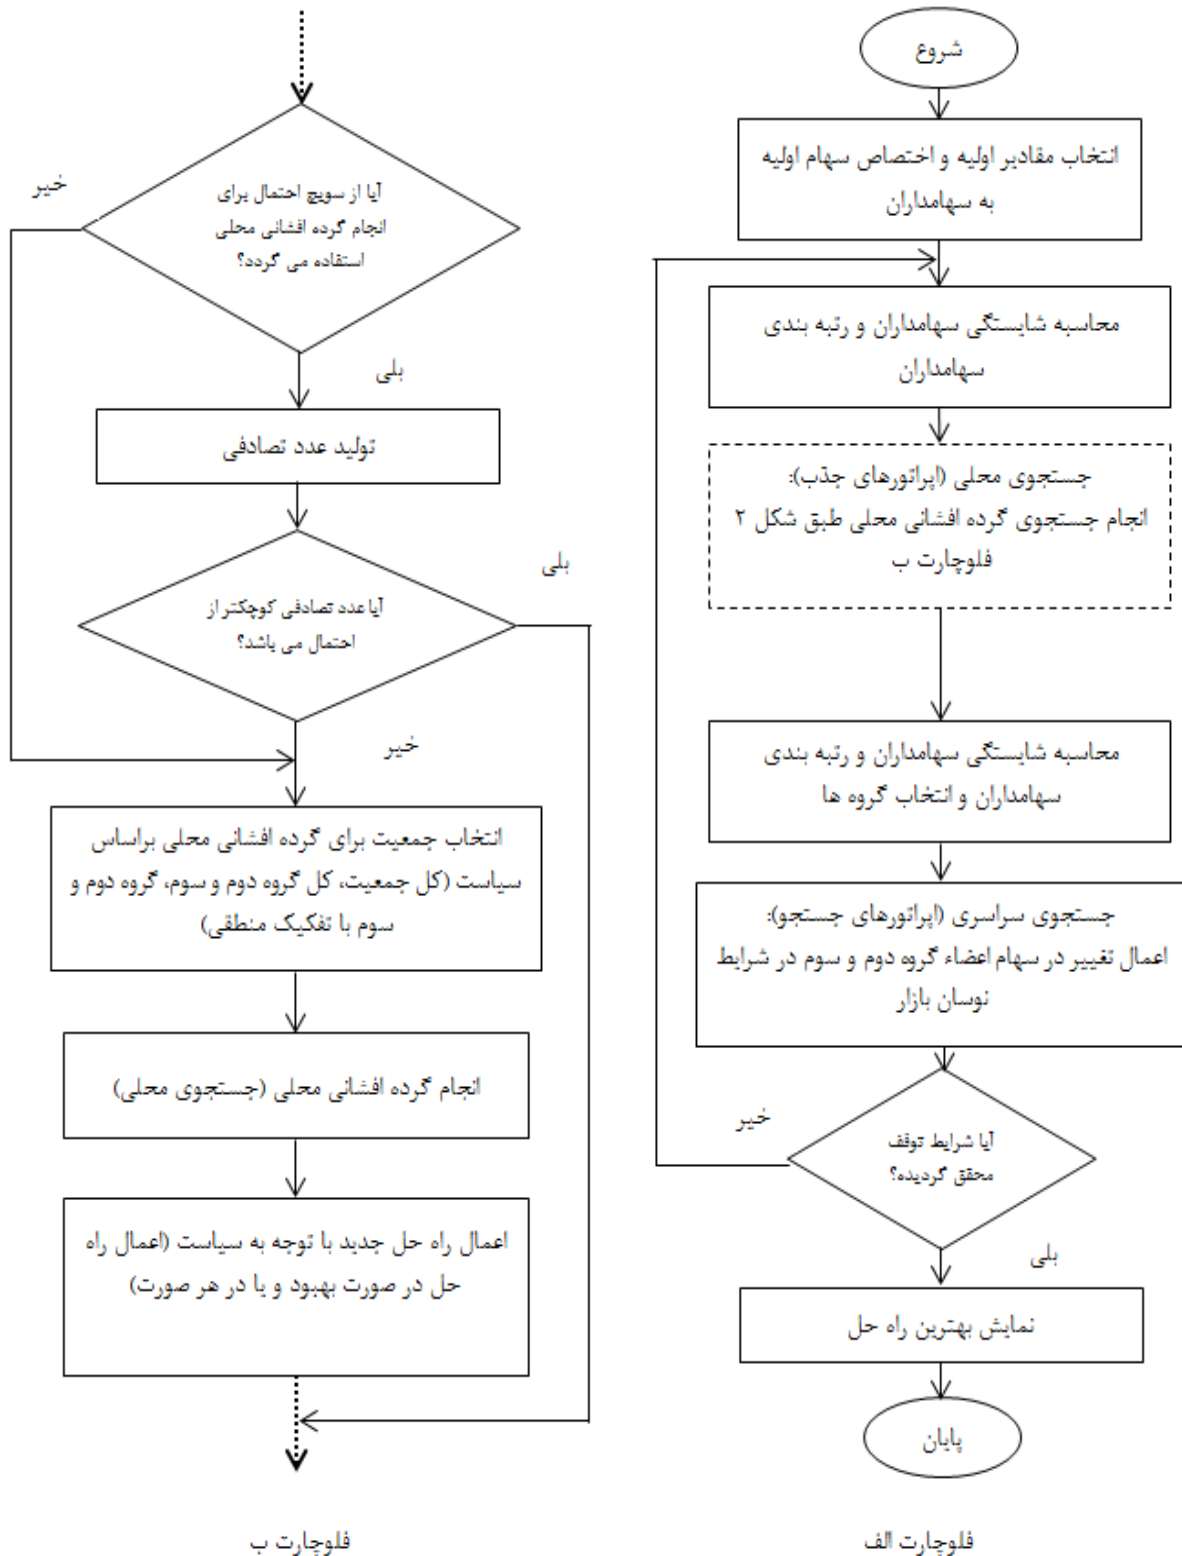 شروع
انتخاب مقادیر اولیه و اختصاص سهام اولیه
به سهامداران
محاسبه شایستگی سهامداران و رتبه بندی
سهامداران
جستجوی محلی (اپراتورهای جذب):
انجام جستجوی گرده افشانی محلی طبق شکل ۲
فلوچارت ب
محاسبه شایستگی سهامداران و رتبه بندی
سهامداران و انتخاب گروه ها
جستجوی سراسری (اپراتورهای جستجو):
اعمال تغییر در سهام اعضاء گروه دوم و سوم در شرایط
نوسان بازار
خیر
آیا شرایط توقف
محقق گردیده؟
بلی
نمایش بهترین راه حل
پایان
فلوچارت الف
خیر
آیا از سویچ احتمال برای
انجام گرده افشانی محلی
استفاده می گردد؟
بلی
تولید عدد تصادفی
بلی
آیا عدد تصادفی کوچکتر از
احتمال می باشد؟
خیر
انتخاب جمعیت برای گرده افشانی محلی براساس
سیاست (کل جمعیت، کل گروه دوم و سوم، گروه دوم و
سوم با تفکیک منطقی)
انجام گرده افشانی محلی (جستجوی محلی)
اعمال راه حل جدید با توجه به سیاست (اعمال راه
حل در صورت بهبود و یا در هر صورت)
فلوچارت ب